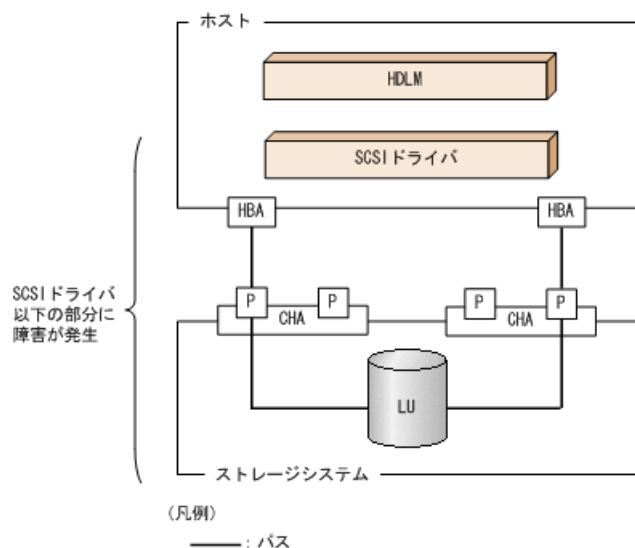 ホスト
HDLM
SCSIドライバ
HBA
HBA
SCSIドライバ
以下の部分に
障害が発生
P
P
P
P
CHA
CHA
LU
ストレージシステム
(凡例)
: パス